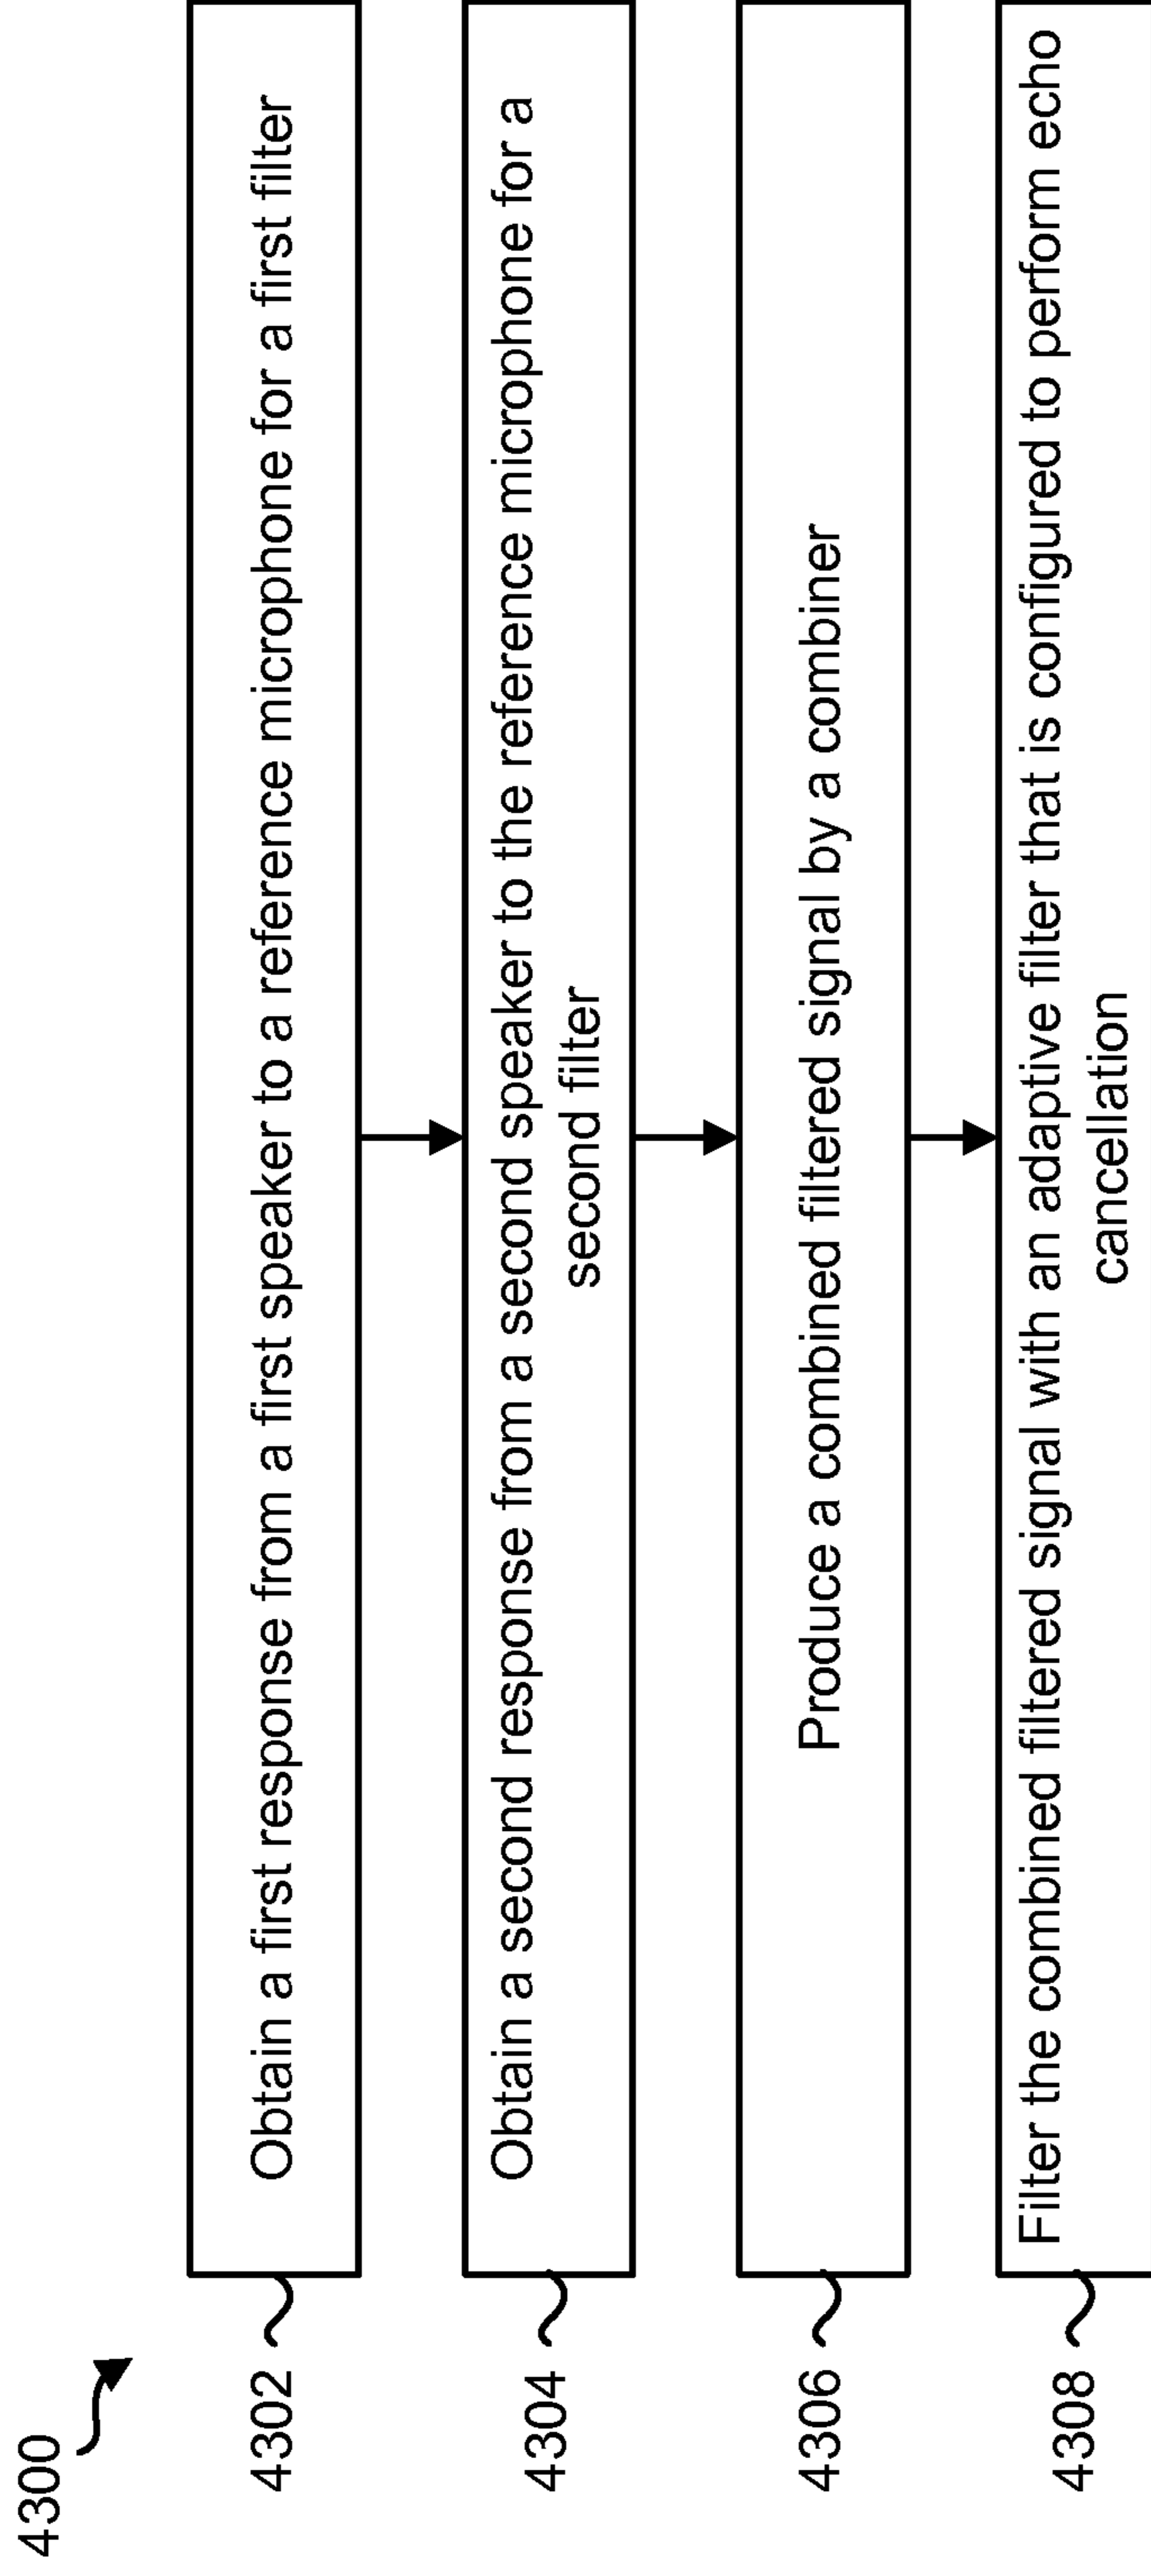 4300
4302
Obtain a first response from a first speaker to a reference microphone for a first filter
4304
Obtain a second response from a second speaker to the reference microphone for a
second filter
4306
Produce a combined filtered signal by a combiner
4308
Filter the combined filtered signal with an adaptive filter that is configured to perform echo
cancellation